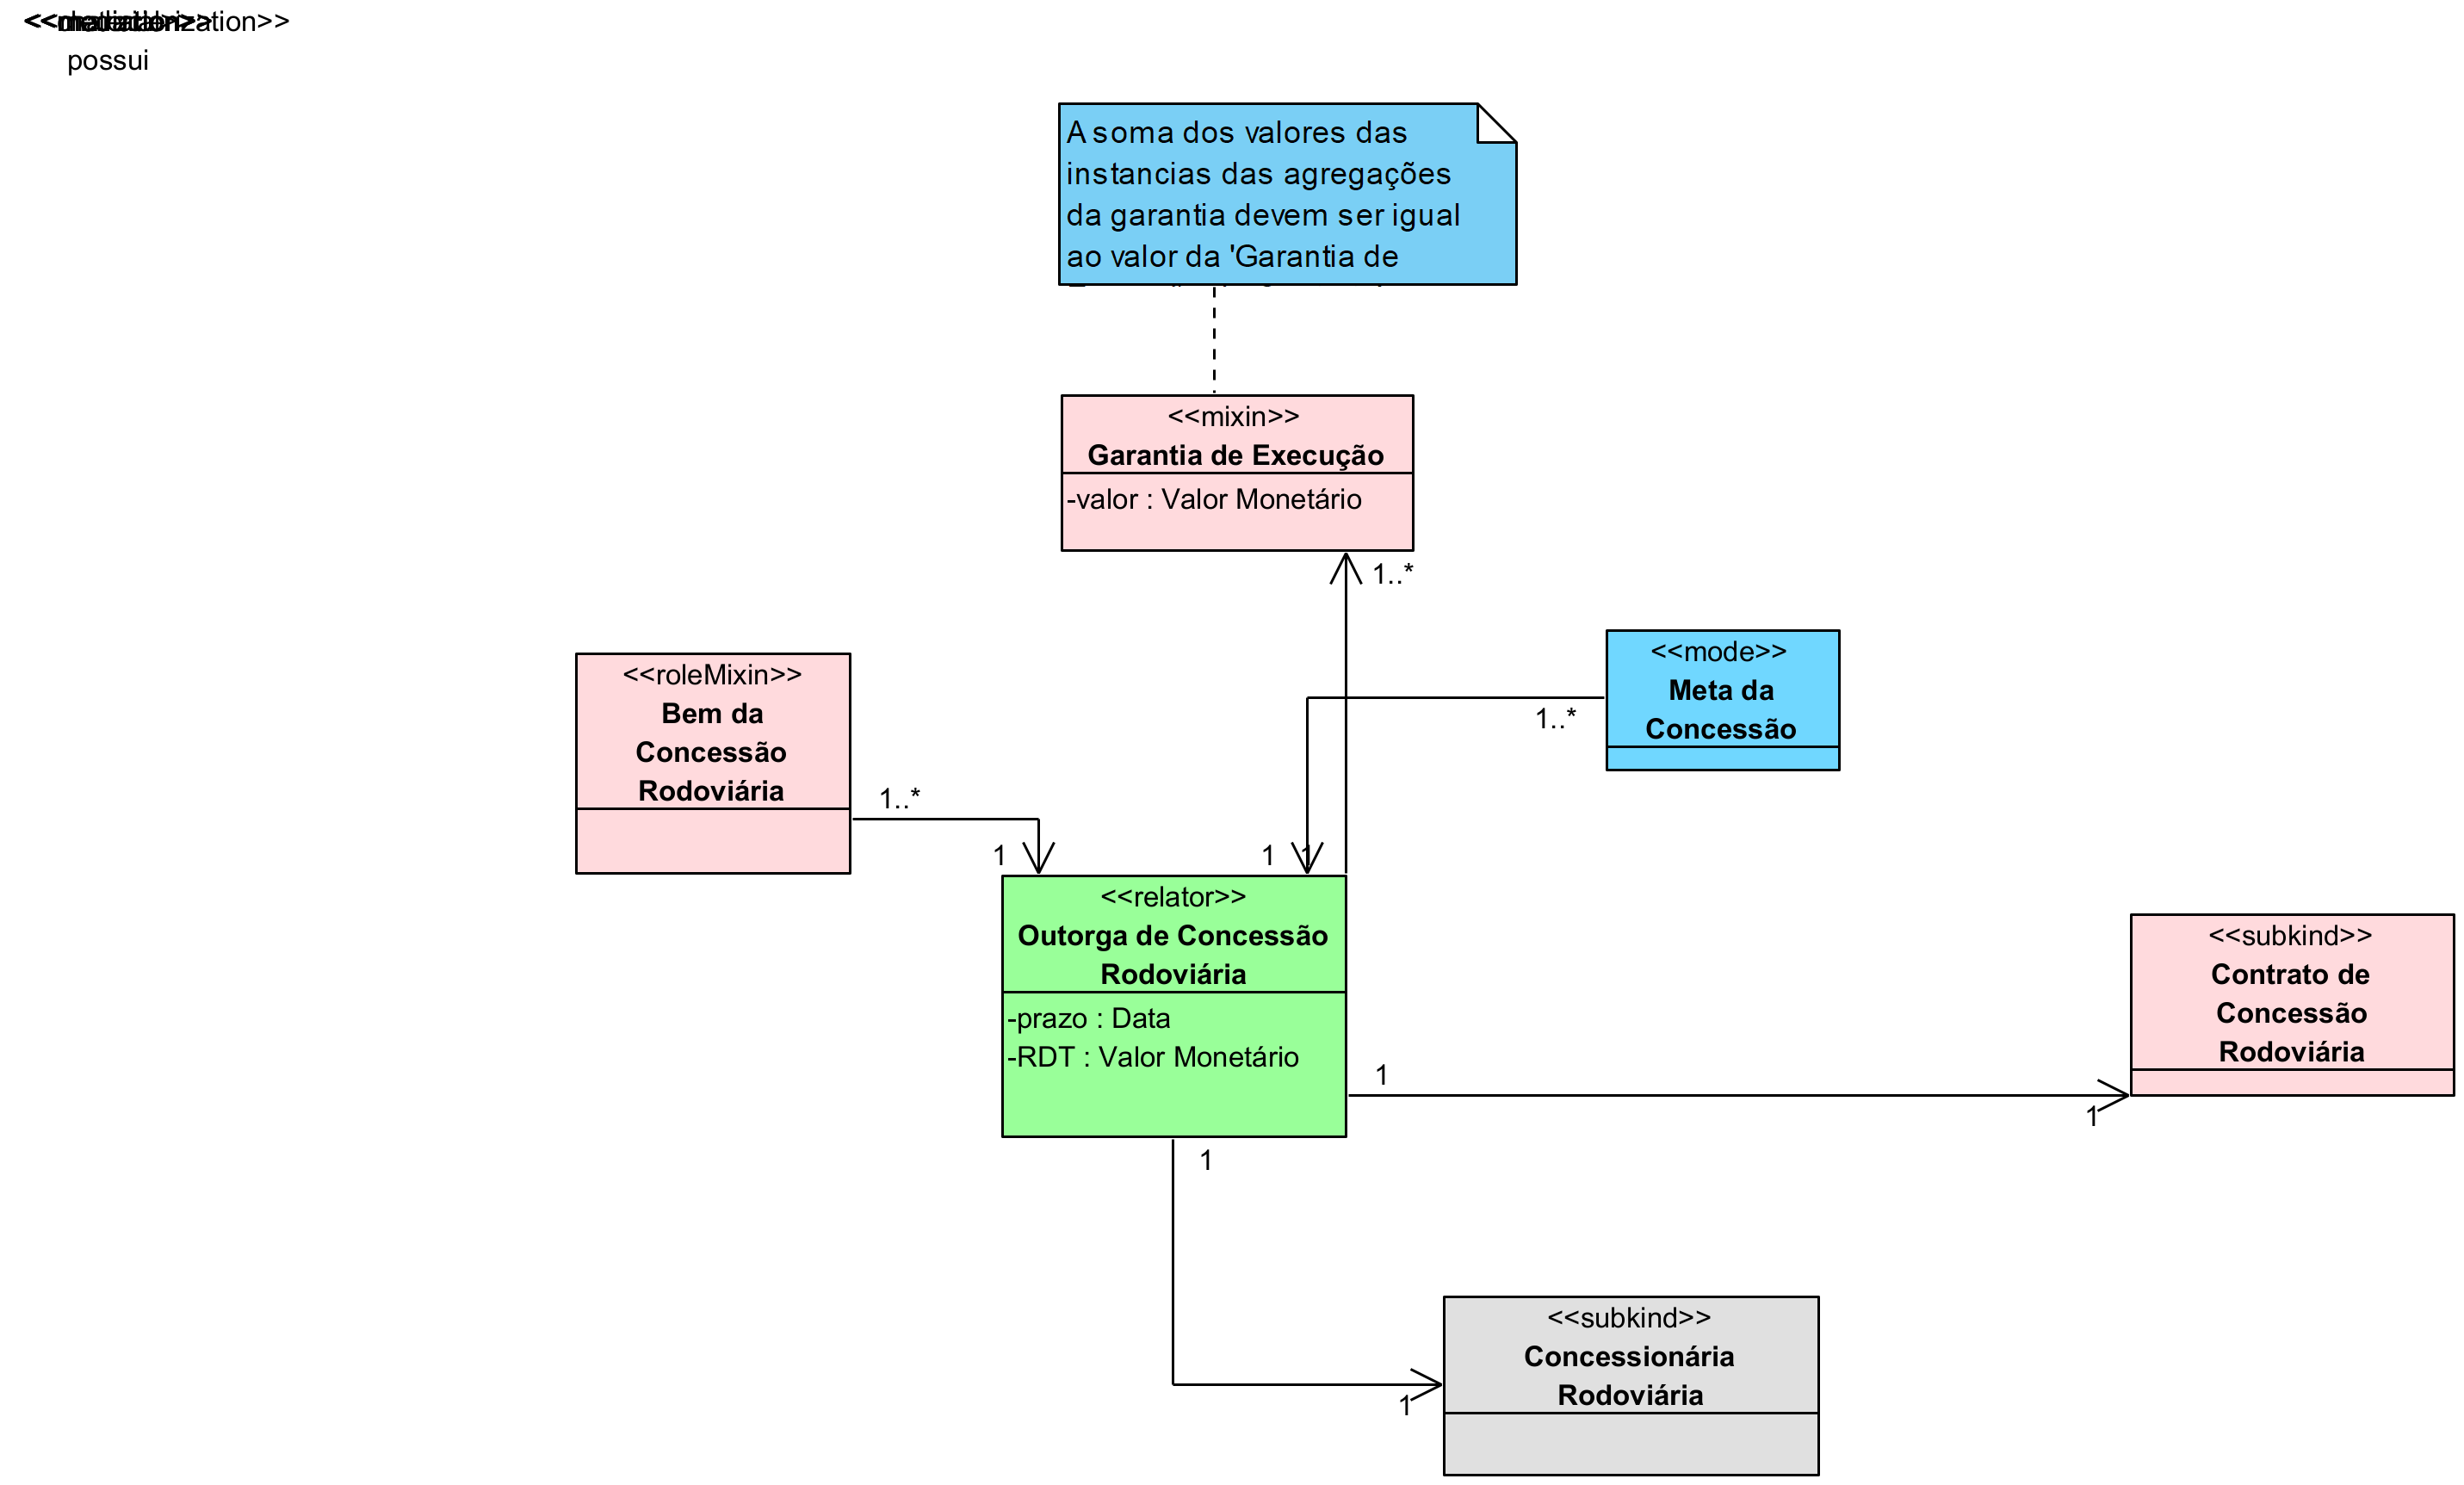 possui
A soma dos valores das
instancias das agregações
da garantia devem ser igual
ao valor da 'Garantia de
<<mixin>>
Garantia de Execução
-valor : Valor Monetário
1..*
<<roleMixin>>
Bem da
Concessão
Rodoviária
1..*
1
<<mode>>
Meta da
Concessão
1..*
1
1
<<relator>>
Outorga de Concessão
Rodoviária
-prazo : Data
-RDT : Valor Monetário
1
1
<<subkind>>
Contrato de
Concessão
Rodoviária
1
1
<<subkind>>
Concessionária
Rodoviária